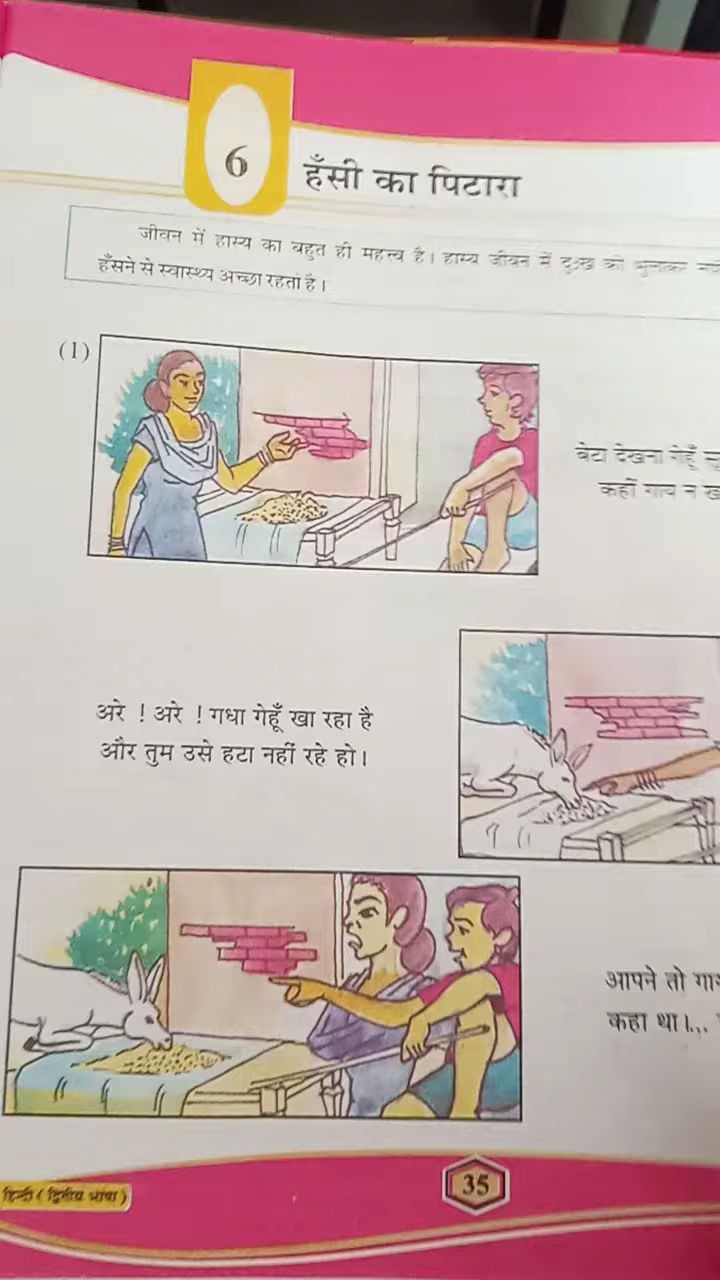 6
हँसी का पिटारा
जीवन में हास्य का बहुत ही महत्त्व है। हास्य जीवन में दुःख को भुलाकर
हँसने से स्वास्थ्य अच्छा रहता है।
(1)
बेटा देखना गेहूँ
कहीं गाय न
अरे ! अरे ! गधा गेहूँ खा रहा है
और तुम उसे हटा नहीं रहे हो।
आपने तो
कहा था।...
हिन्दी ( द्वितीय भाषा )
35